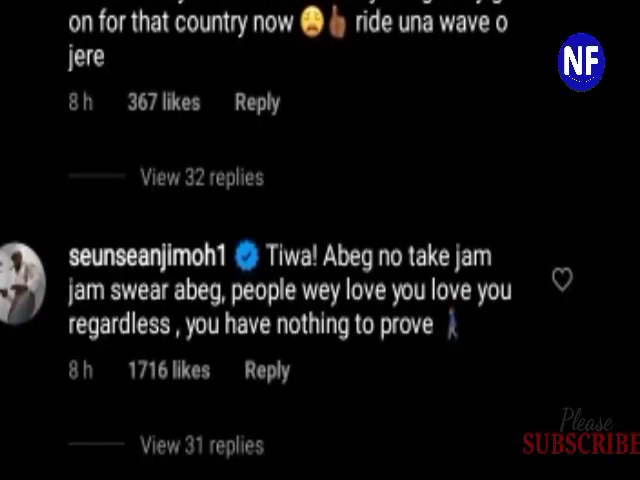 on for that country now 😩👍🏾 ride una wave o
jere
8 h 367 likes Reply
View 32 replies
seunseanjimoh1 Tiwa! Abeg no take jam
jam swear abeg, people wey love you love you
regardless , you have nothing to prove 🚶
8 h 1716 likes Reply
View 31 replies
NF
Please
SUBSCRIBE